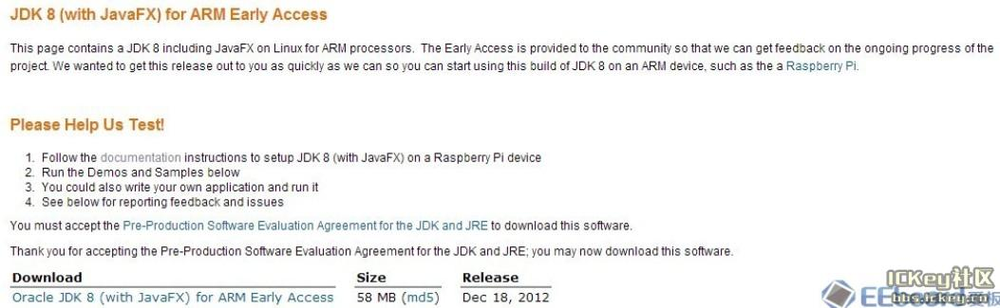 JDK 8 (with JavaFX) for ARM Early Access
This page contains a JDK 8 including JavaFX on Linux for ARM processors. The Early Access is provided to the community so that we can get feedback on the ongoing progress of the
project. We wanted to get this release out to you as quickly as we can so you can start using this build of JDK 8 on an ARM device, such as the a Raspberry Pi.
Please Help Us Test!
1. Follow the documentation instructions to setup JDK 8 (with JavaFX) on a Raspberry Pi device
2. Run the Demos and Samples below
3. You could also write your own application and run it
4. See below for reporting feedback and issues
You must accept the Pre-Production Software Evaluation Agreement for the JDK and JRE to download this software.
Thank you for accepting the Pre-Production Software Evaluation Agreement for the JDK and JRE; you may now download this software.
Download Size Release
Oracle JDK 8 (with JavaFX) for ARM Early Access 58 MB (md5) Dec 18, 2012
ICKey社区
bbs.ickey.cn